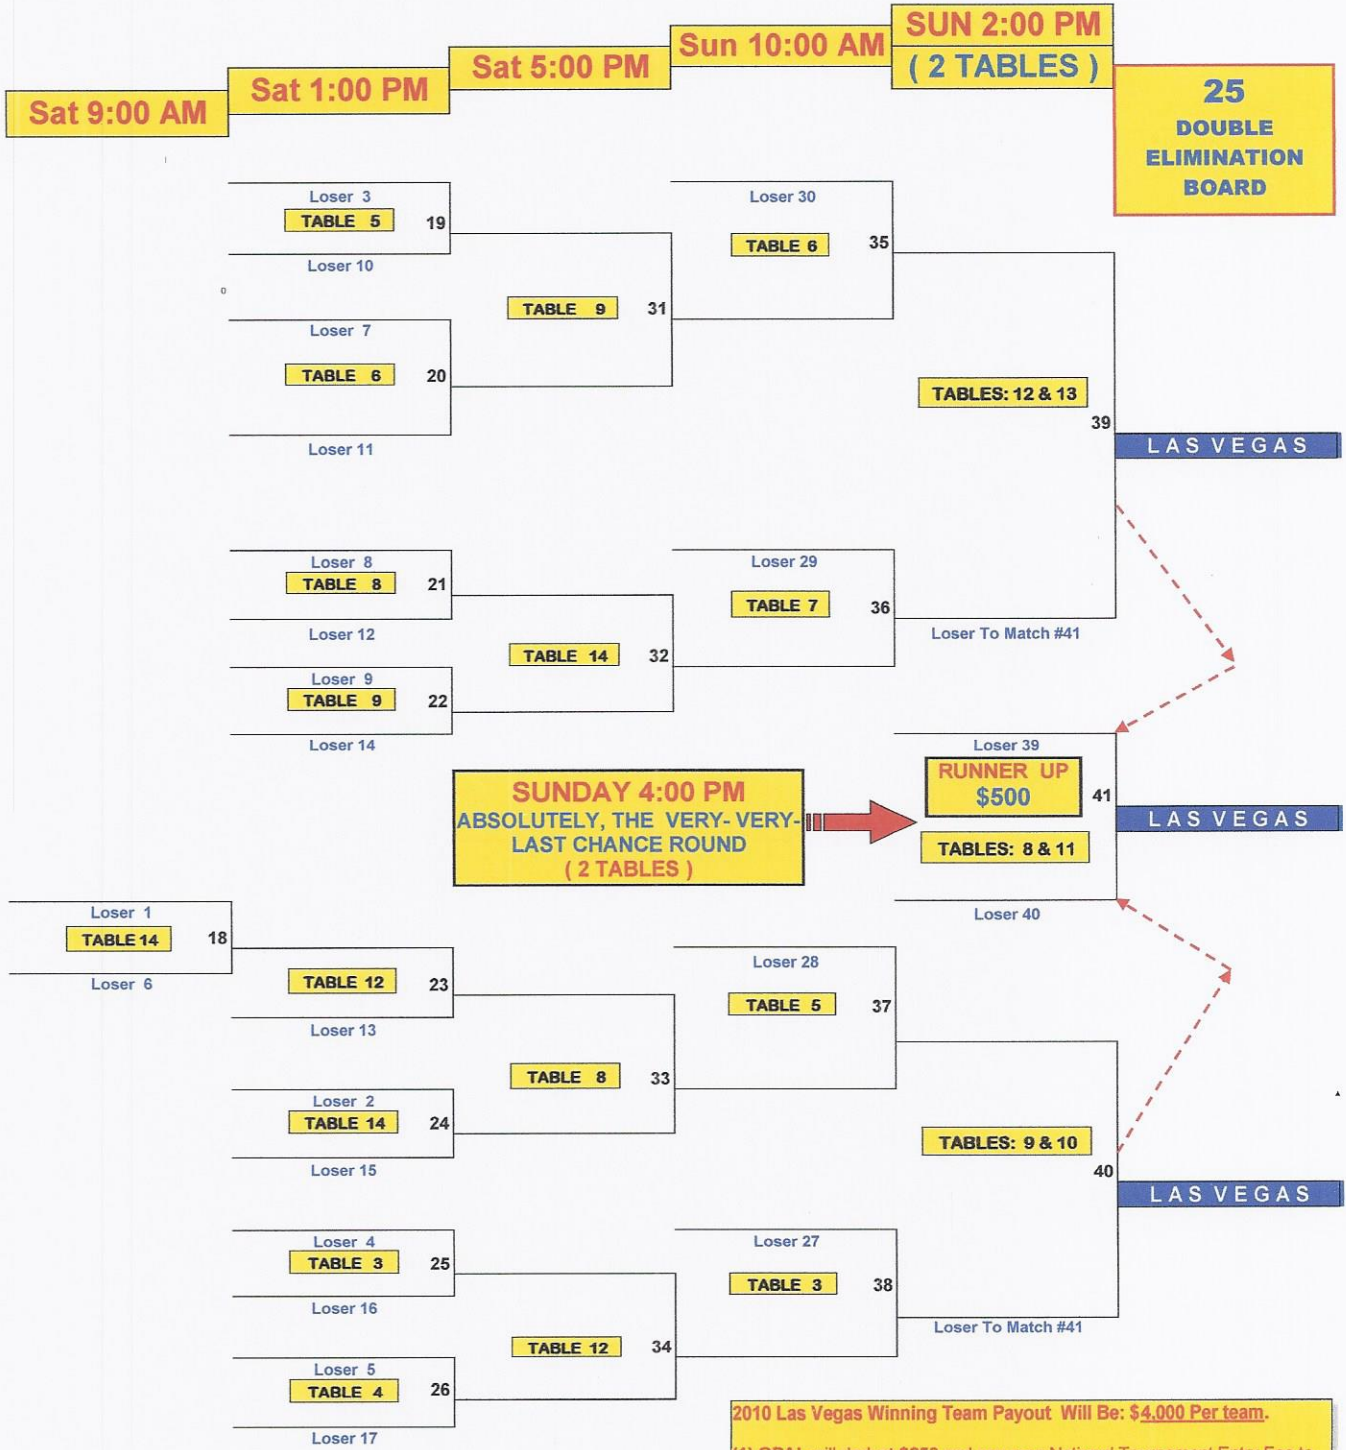 SUN 2:00 PM
( 2 TABLES )
Sun 10:00 AM
Sat 5:00 PM
Sat 1:00 PM
Sat 9:00 AM
25
DOUBLE
ELIMINATION
BOARD
Loser 3
TABLE 5 19
Loser 10
Loser 7
TABLE 6 20
Loser 11
TABLE 9 31
Loser 30
TABLE 6 35
TABLES: 12 & 13
39
LAS VEGAS
Loser 8
TABLE 8 21
Loser 12
Loser 9
TABLE 9 22
Loser 14
TABLE 14 32
Loser 29
TABLE 7 36
Loser To Match #41
SUNDAY 4:00 PM
ABSOLUTELY, THE VERY- VERY-
LAST CHANCE ROUND
( 2 TABLES )
Loser 39
RUNNER UP
$500
41
TABLES: 8 & 11
Loser 40
LAS VEGAS
Loser 1
TABLE 14 18
Loser 6
TABLE 12 23
Loser 13
Loser 2
TABLE 14 24
Loser 15
TABLE 8 33
Loser 28
TABLE 5 37
TABLES: 9 & 10
40
LAS VEGAS
Loser 4
TABLE 3 25
Loser 16
Loser 5
TABLE 4 26
Loser 17
TABLE 12 34
Loser 27
TABLE 3 38
Loser To Match #41
2010 Las Vegas Winning Team Payout Will Be: $4,000 Per team.